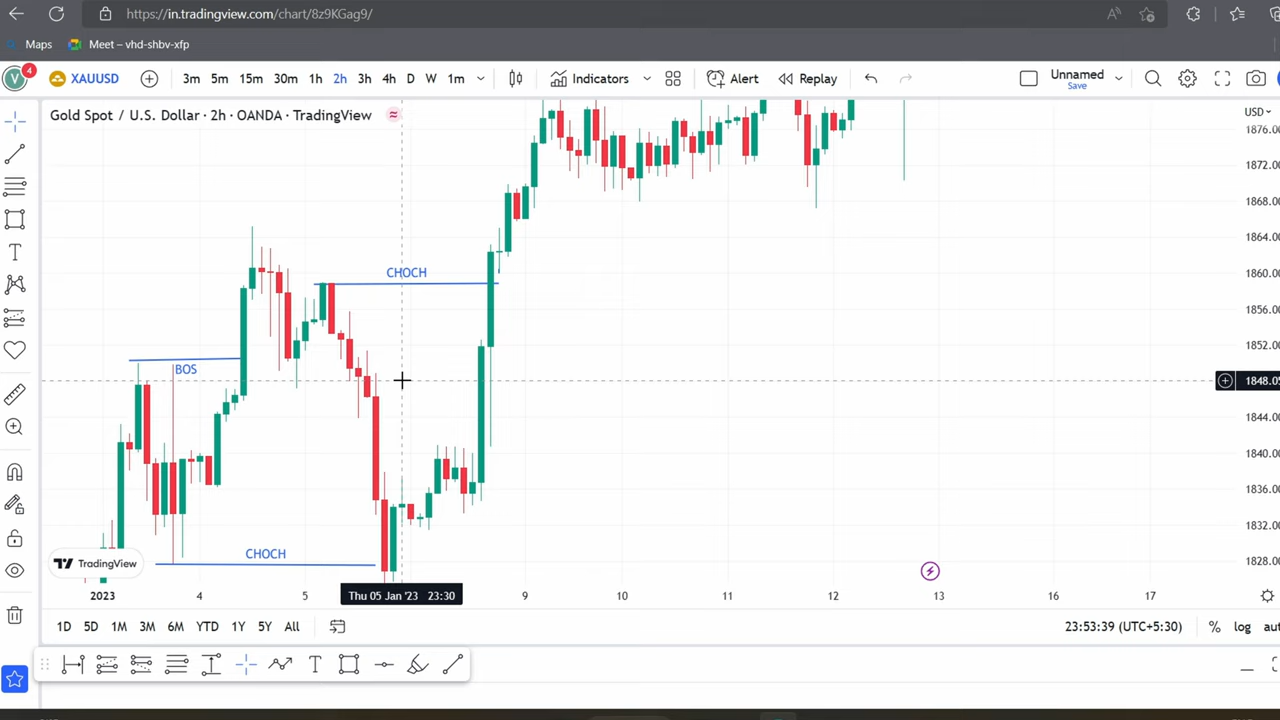 https://in.tradingview.com/chart/8z9KGag9/
Maps Meet – vhd-shbv-xfp
V 4 XAUUSD 3m 5m 15m 30m 1h 2h 3h 4h D W 1m Indicators Alert Replay Unnamed
Save
Gold Spot / U.S. Dollar · 2h · OANDA · TradingView
USD
1876.00
1872.00
1868.00
1864.00
CHOCH
1860.00
1856.00
1852.00
BOS
1848.05
1844.00
1840.00
1836.00
1832.00
CHOCH
TradingView
1828.00
2023 4 5 Thu 05 Jan '23 23:30 9 10 11 12 13 16 17
1D 5D 1M 3M 6M YTD 1Y 5Y All 23:53:39 (UTC+5:30) % log